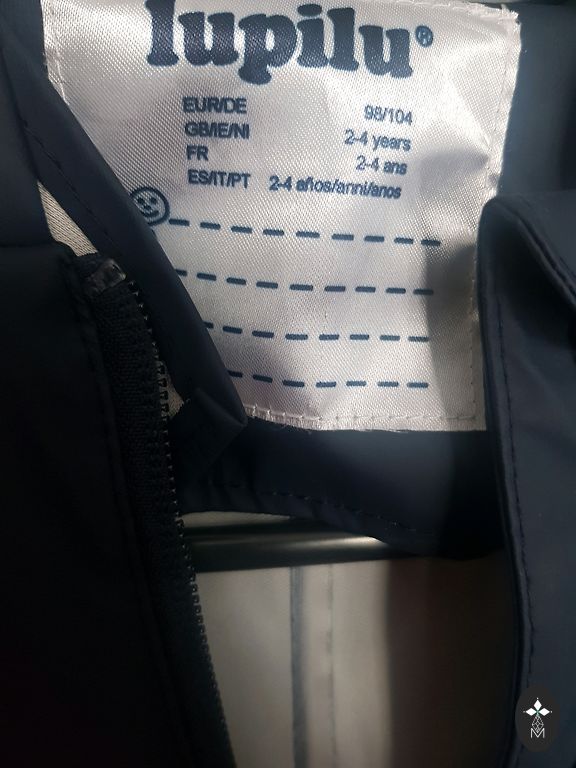 lupilu®
EUR/DE 98/104
GB/IE/NI 2-4 years
FR 2-4 ans
ES/IT/PT 2-4 años/anni/anos
M